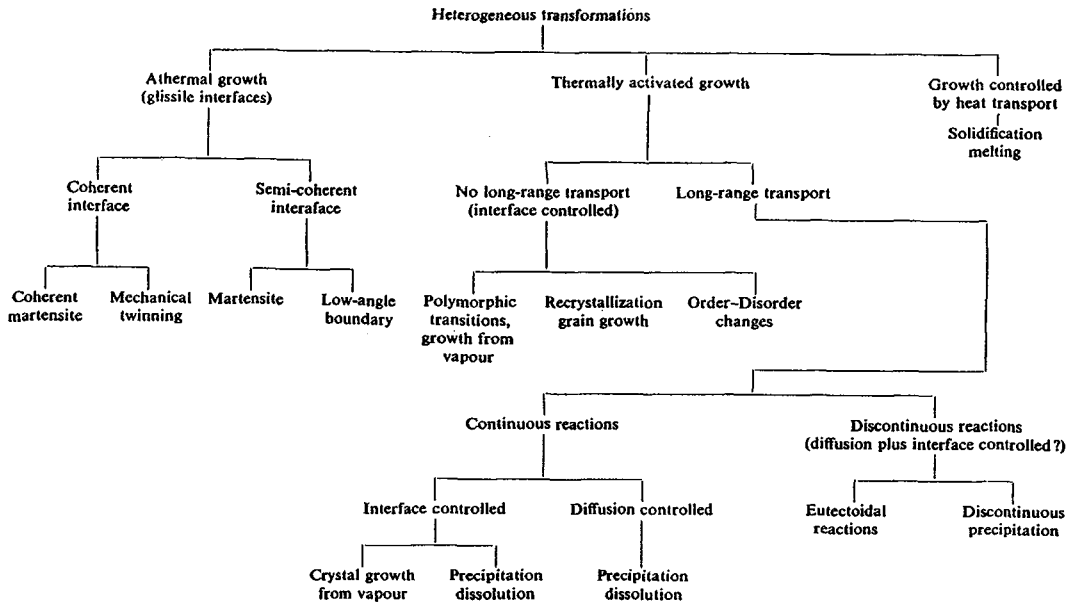 Heterogeneous transformations
Athermal growth
(glissile interfaces)
Thermally activated growth
Growth controlled
by heat transport
Solidification
melting
Coherent
interface
Semi-coherent
interaface
No long-range transport
(interface controlled)
Long-range transport
Coherent
martensite
Mechanical
twinning
Martensite
Low-angle
boundary
Polymorphic
transitions,
growth from
vapour
Recrystallization
grain growth
Order-Disorder
changes
Continuous reactions
Discontinuous reactions
(diffusion plus interface controlled?)
Interface controlled
Diffusion controlled
Eutectoidal
reactions
Discontinuous
precipitation
Crystal growth
from vapour
Precipitation
dissolution
Precipitation
dissolution